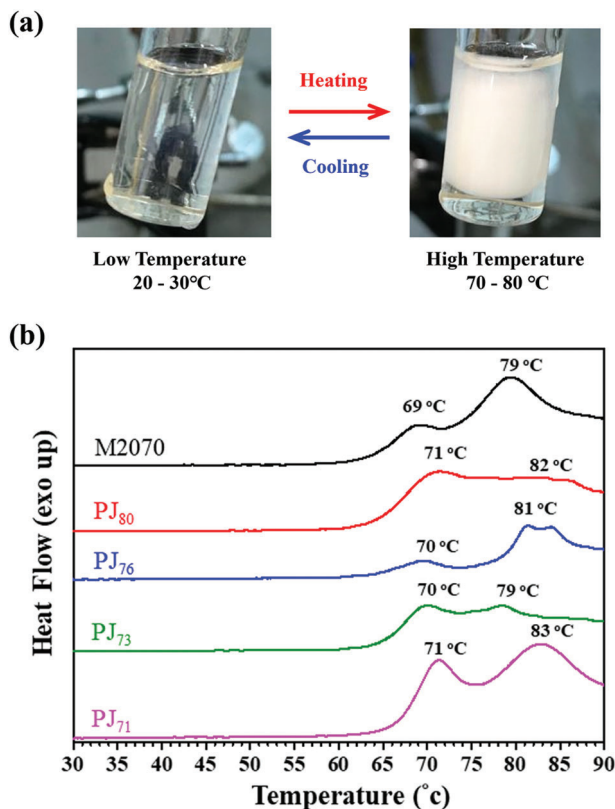 (a)
Heating
Cooling
Low Temperature
20 - 30°C
High Temperature
70 - 80 °C
(b)
79 °C
69 °C
M2070
71 °C
82 °C
PJ80
81 °C
70 °C
PJ76
70 °C
79 °C
PJ73
71 °C
83 °C
PJ71
Heat Flow (exo up)
30 35 40 45 50 55 60 65 70 75 80 85 90
Temperature (°c)